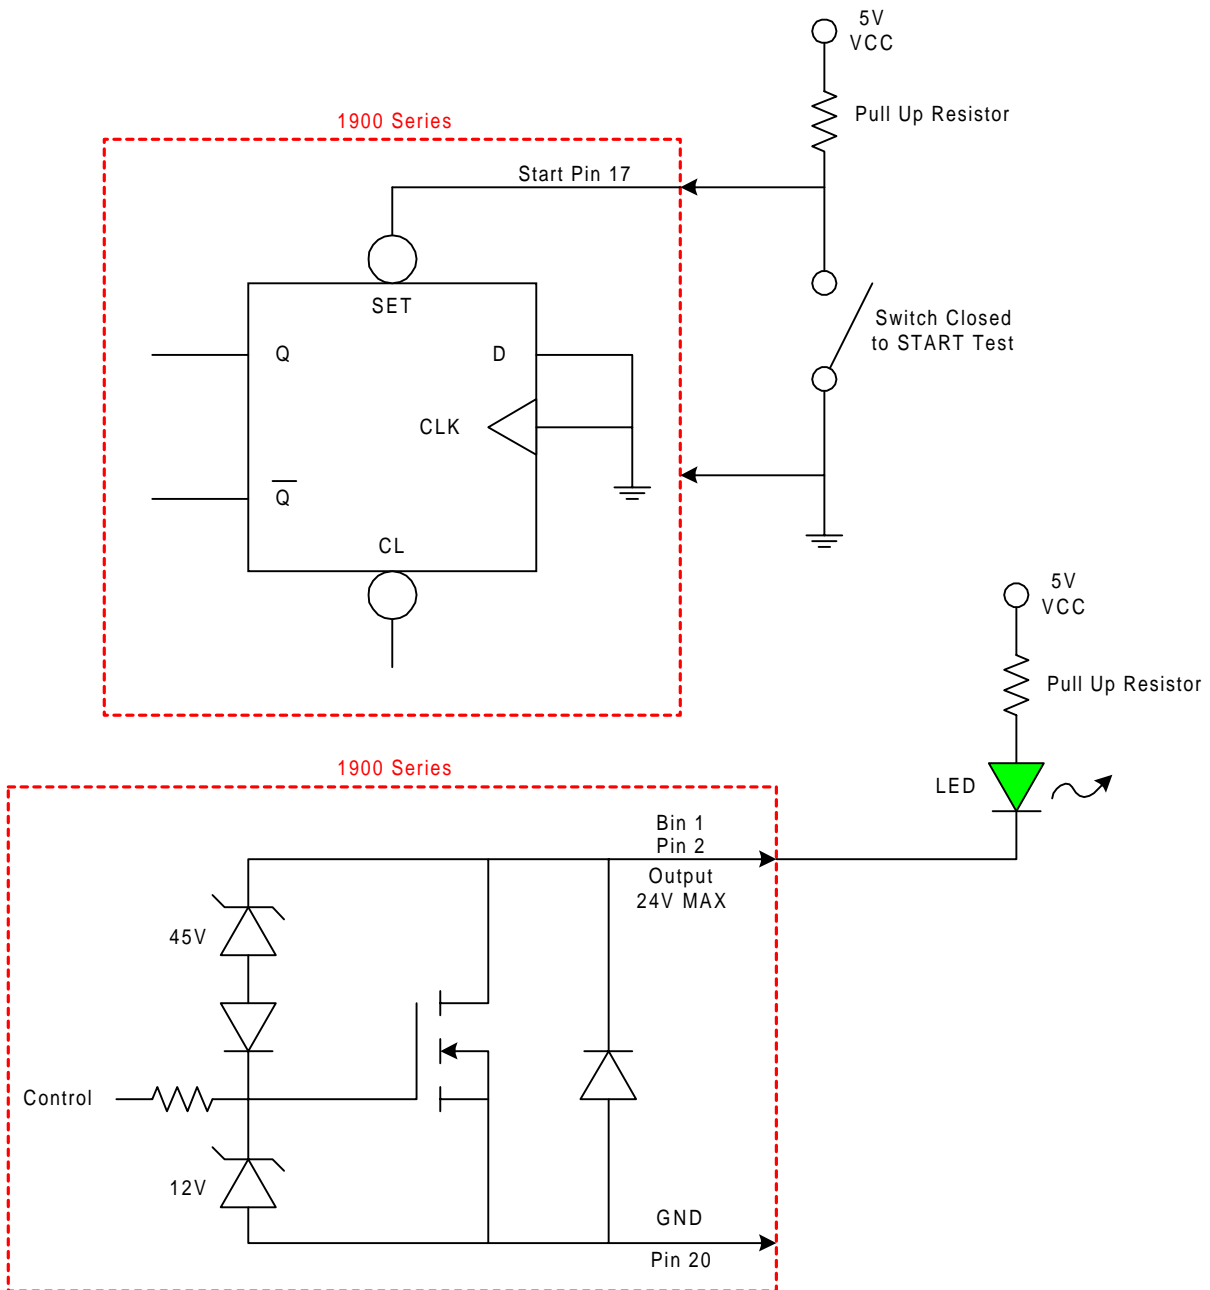 5V
VCC
Pull Up Resistor
1900 Series
Start Pin 17
SET
Switch Closed
to START Test
Q
D
CLK
Q̅
CL
5V
VCC
Pull Up Resistor
1900 Series
LED
Bin 1
Pin 2
Output
24V MAX
45V
Control
12V
GND
Pin 20